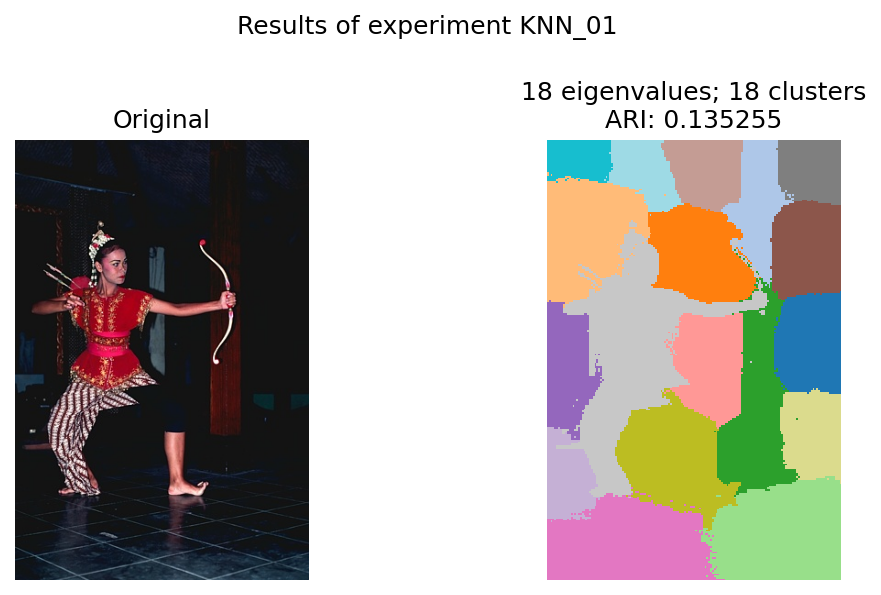 Results of experiment KNN_01
Original
18 eigenvalues; 18 clusters
ARI: 0.135255